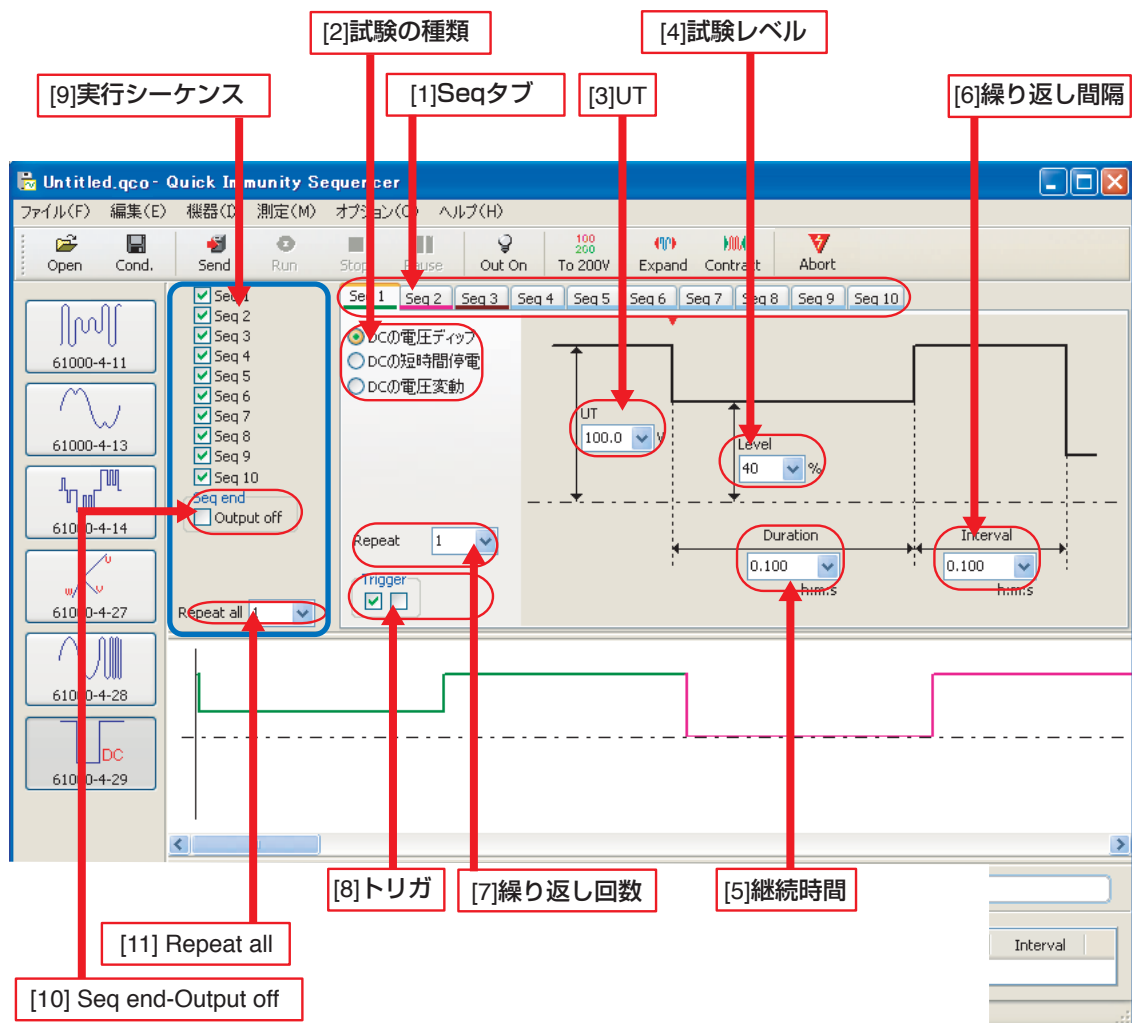 [2]試験の種類
[4]試験レベル
[9]実行シーケンス
[1]Seqタブ
[3]UT
[6]繰り返し間隔
Untitled.qco - Quick Immunity Sequencer
ファイル(F) 編集(E) 機器(I) 測定(M) オプション(O) ヘルプ(H)
Open Cond. Send Run Stop Pause Out On 100 200 To 200V Expand Contract Abort
Seq 1 Seq 2 Seq 3 Seq 4 Seq 5 Seq 6 Seq 7 Seq 8 Seq 9 Seq 10
61000-4-11
61000-4-13
61000-4-14
61000-4-27
61000-4-28
DC
61000-4-29
Seq 1
Seq 2
Seq 3
Seq 4
Seq 5
Seq 6
Seq 7
Seq 8
Seq 9
Seq 10
Seq end
Output off
Repeat all 1
DCの電圧ディップ
DCの短時間停電
DCの電圧変動
UT
100.0 V
Level
40 %
Repeat 1
Trigger
Duration
0.100
h:m:s
Interval
0.100
h:m:s
[8]トリガ
[7]繰り返し回数
[5]継続時間
[11] Repeat all
Interval
[10] Seq end-Output off